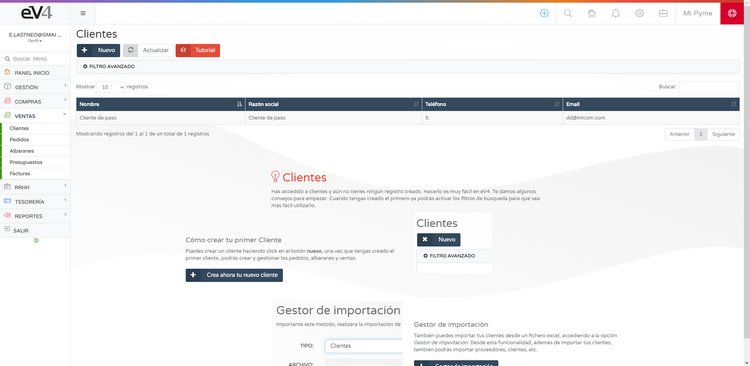 eV4
Mi Pyme
E.LASTNEO@GMAI ...
Perfil
Buscar Menú
PANEL INICIO
GESTIÓN
COMPRAS
VENTAS
Clientes
Pedidos
Albaranes
Presupuestos
Facturas
RRHH
TESORERÍA
REPORTES
SALIR
Clientes
Nuevo
Actualizar
Tutorial
FILTRO AVANZADO
Mostrar 10 registros
Buscar:
Nombre Razón social Teléfono Email
Cliente de paso Cliente de paso 5 dd@mlcom.com
Mostrando registros del 1 al 1 de un total de 1 registros
Anterior 1 Siguiente
Clientes
Has accedido a clientes y aún no tienes ningún registro creado. Hacerlo es muy fácil en eV4. Te damos algunos
consejos para empezar. Cuando tengas creado el primero ya podrás activar los filtros de búsqueda para que sea
más fácil utilizarlo.
Cómo crear tu primer Cliente
Puedes crear un cliente haciendo click en el botón nuevo, una vez que tengas creado el
primer cliente, podrás crear y gestionar los pedidos, albaranes y ventas.
Crea ahora tu nuevo cliente
Clientes
Nuevo
FILTRO AVANZADO
Gestor de importación
Importante este metodo, realizara la importación de
TIPO: Clientes
ARCHIVO:
Gestor de importación
También puedes importar tus clientes desde un fichero excel, accediendo a la opción
Gestor de importación. Desde esta funcionalidad, además de importar tus clientes,
también podrás importar proveedores, clientes, etc.
Gestor de importación